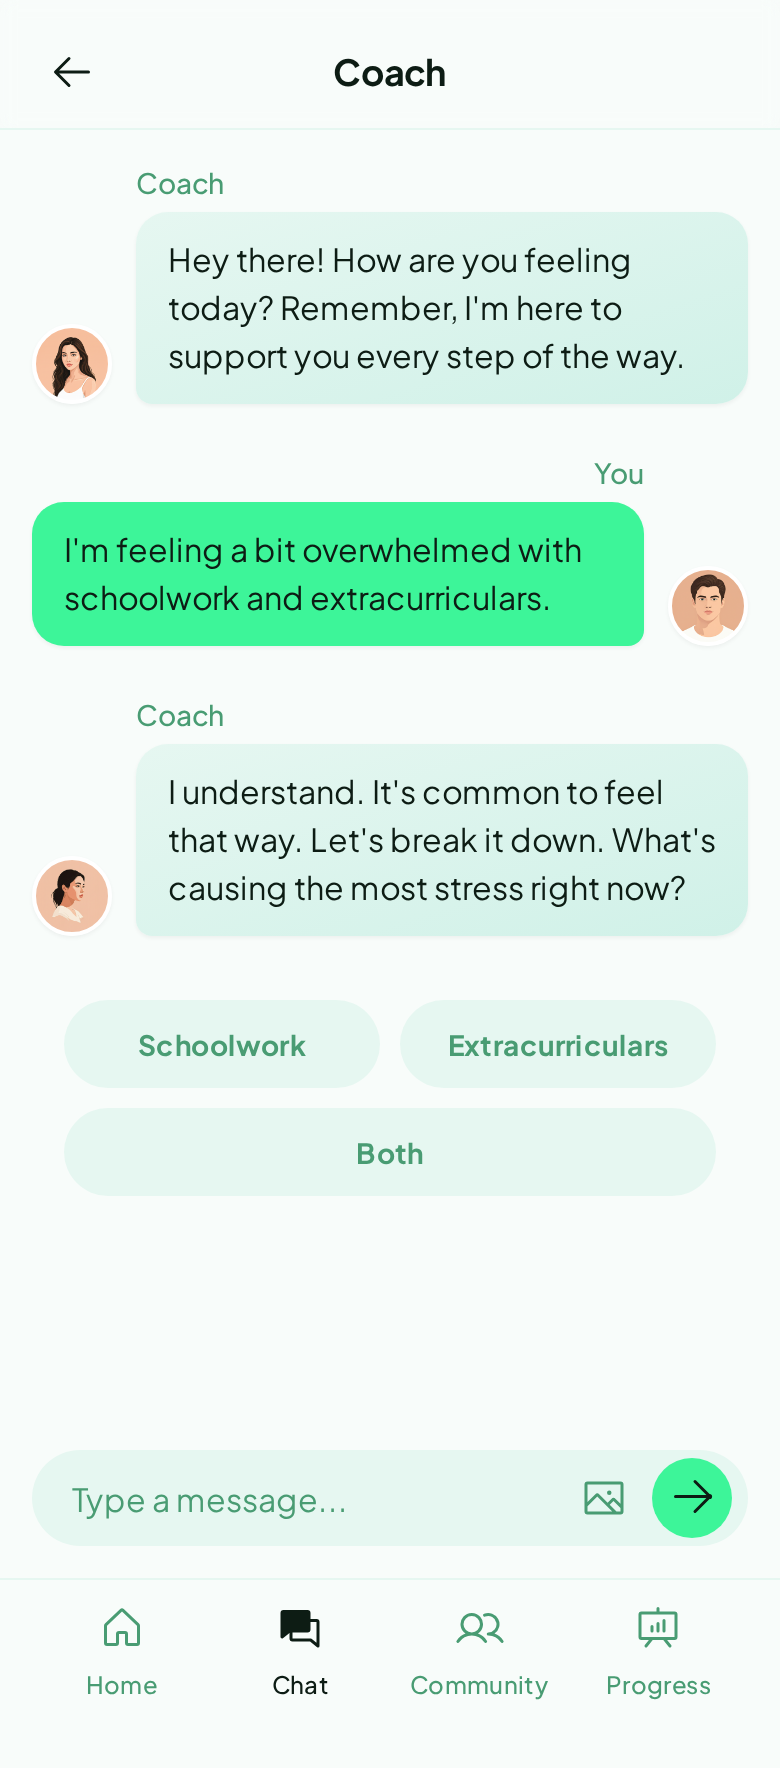 Coach
Coach
Hey there! How are you feeling
today? Remember, I'm here to
support you every step of the way.
You
I'm feeling a bit overwhelmed with
schoolwork and extracurriculars.
Coach
I understand. It's common to feel
that way. Let's break it down. What's
causing the most stress right now?
Schoolwork
Extracurriculars
Both
Type a message...
Home
Chat
Community
Progress